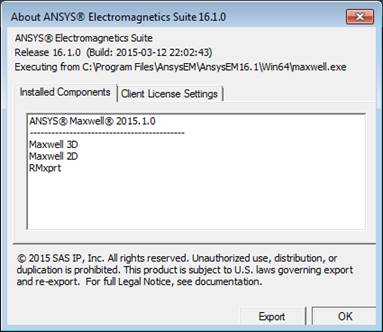 About ANSYS® Electromagnetics Suite 16.1.0
ANSYS® Electromagnetics Suite
Release 16.1.0 (Build: 2015-03-12 22:02:43)
Executing from C:\Program Files\AnsysEM\AnsysEM16.1\Win64\maxwell.exe
Installed Components
Client License Settings
ANSYS® Maxwell® 2015.1.0
-------------------------------------------
Maxwell 3D
Maxwell 2D
RMxprt
© 2015 SAS IP, Inc. All rights reserved. Unauthorized use, distribution, or
duplication is prohibited. This product is subject to U.S. laws governing export
and re-export. For full Legal Notice, see documentation.
Export
OK